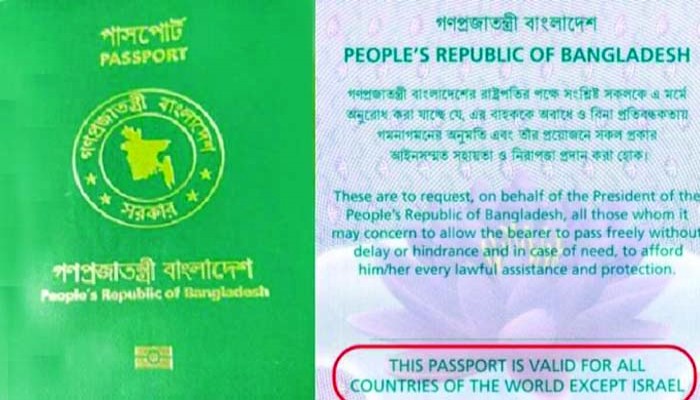 পাসপোর্ট
PASSPORT
গণপ্রজাতন্ত্রী বাংলাদেশ
সরকার
গণপ্রজাতন্ত্রী বাংলাদেশ
People's Republic of Bangladesh
গণপ্রজাতন্ত্রী বাংলাদেশ
PEOPLE'S REPUBLIC OF BANGLADESH
গণপ্রজাতন্ত্রী বাংলাদেশের রাষ্ট্রপতির পক্ষে সংশ্লিষ্ট সকলকে এ মর্মে
অনুরোধ করা যাচ্ছে যে, এর বাহককে অবাধে ও বিনা প্রতিবন্ধকতায়
গমনাগমনের অনুমতি এবং তাঁর প্রয়োজনে সকল প্রকার
আইনসম্মত সহায়তা ও নিরাপত্তা প্রদান করা হোক।
These are to request, on behalf of the President of the
People's Republic of Bangladesh, all those whom it
may concern to allow the bearer to pass freely without
delay or hindrance and in case of need, to afford
him/her every lawful assistance and protection.
THIS PASSPORT IS VALID FOR ALL
COUNTRIES OF THE WORLD EXCEPT ISRAEL